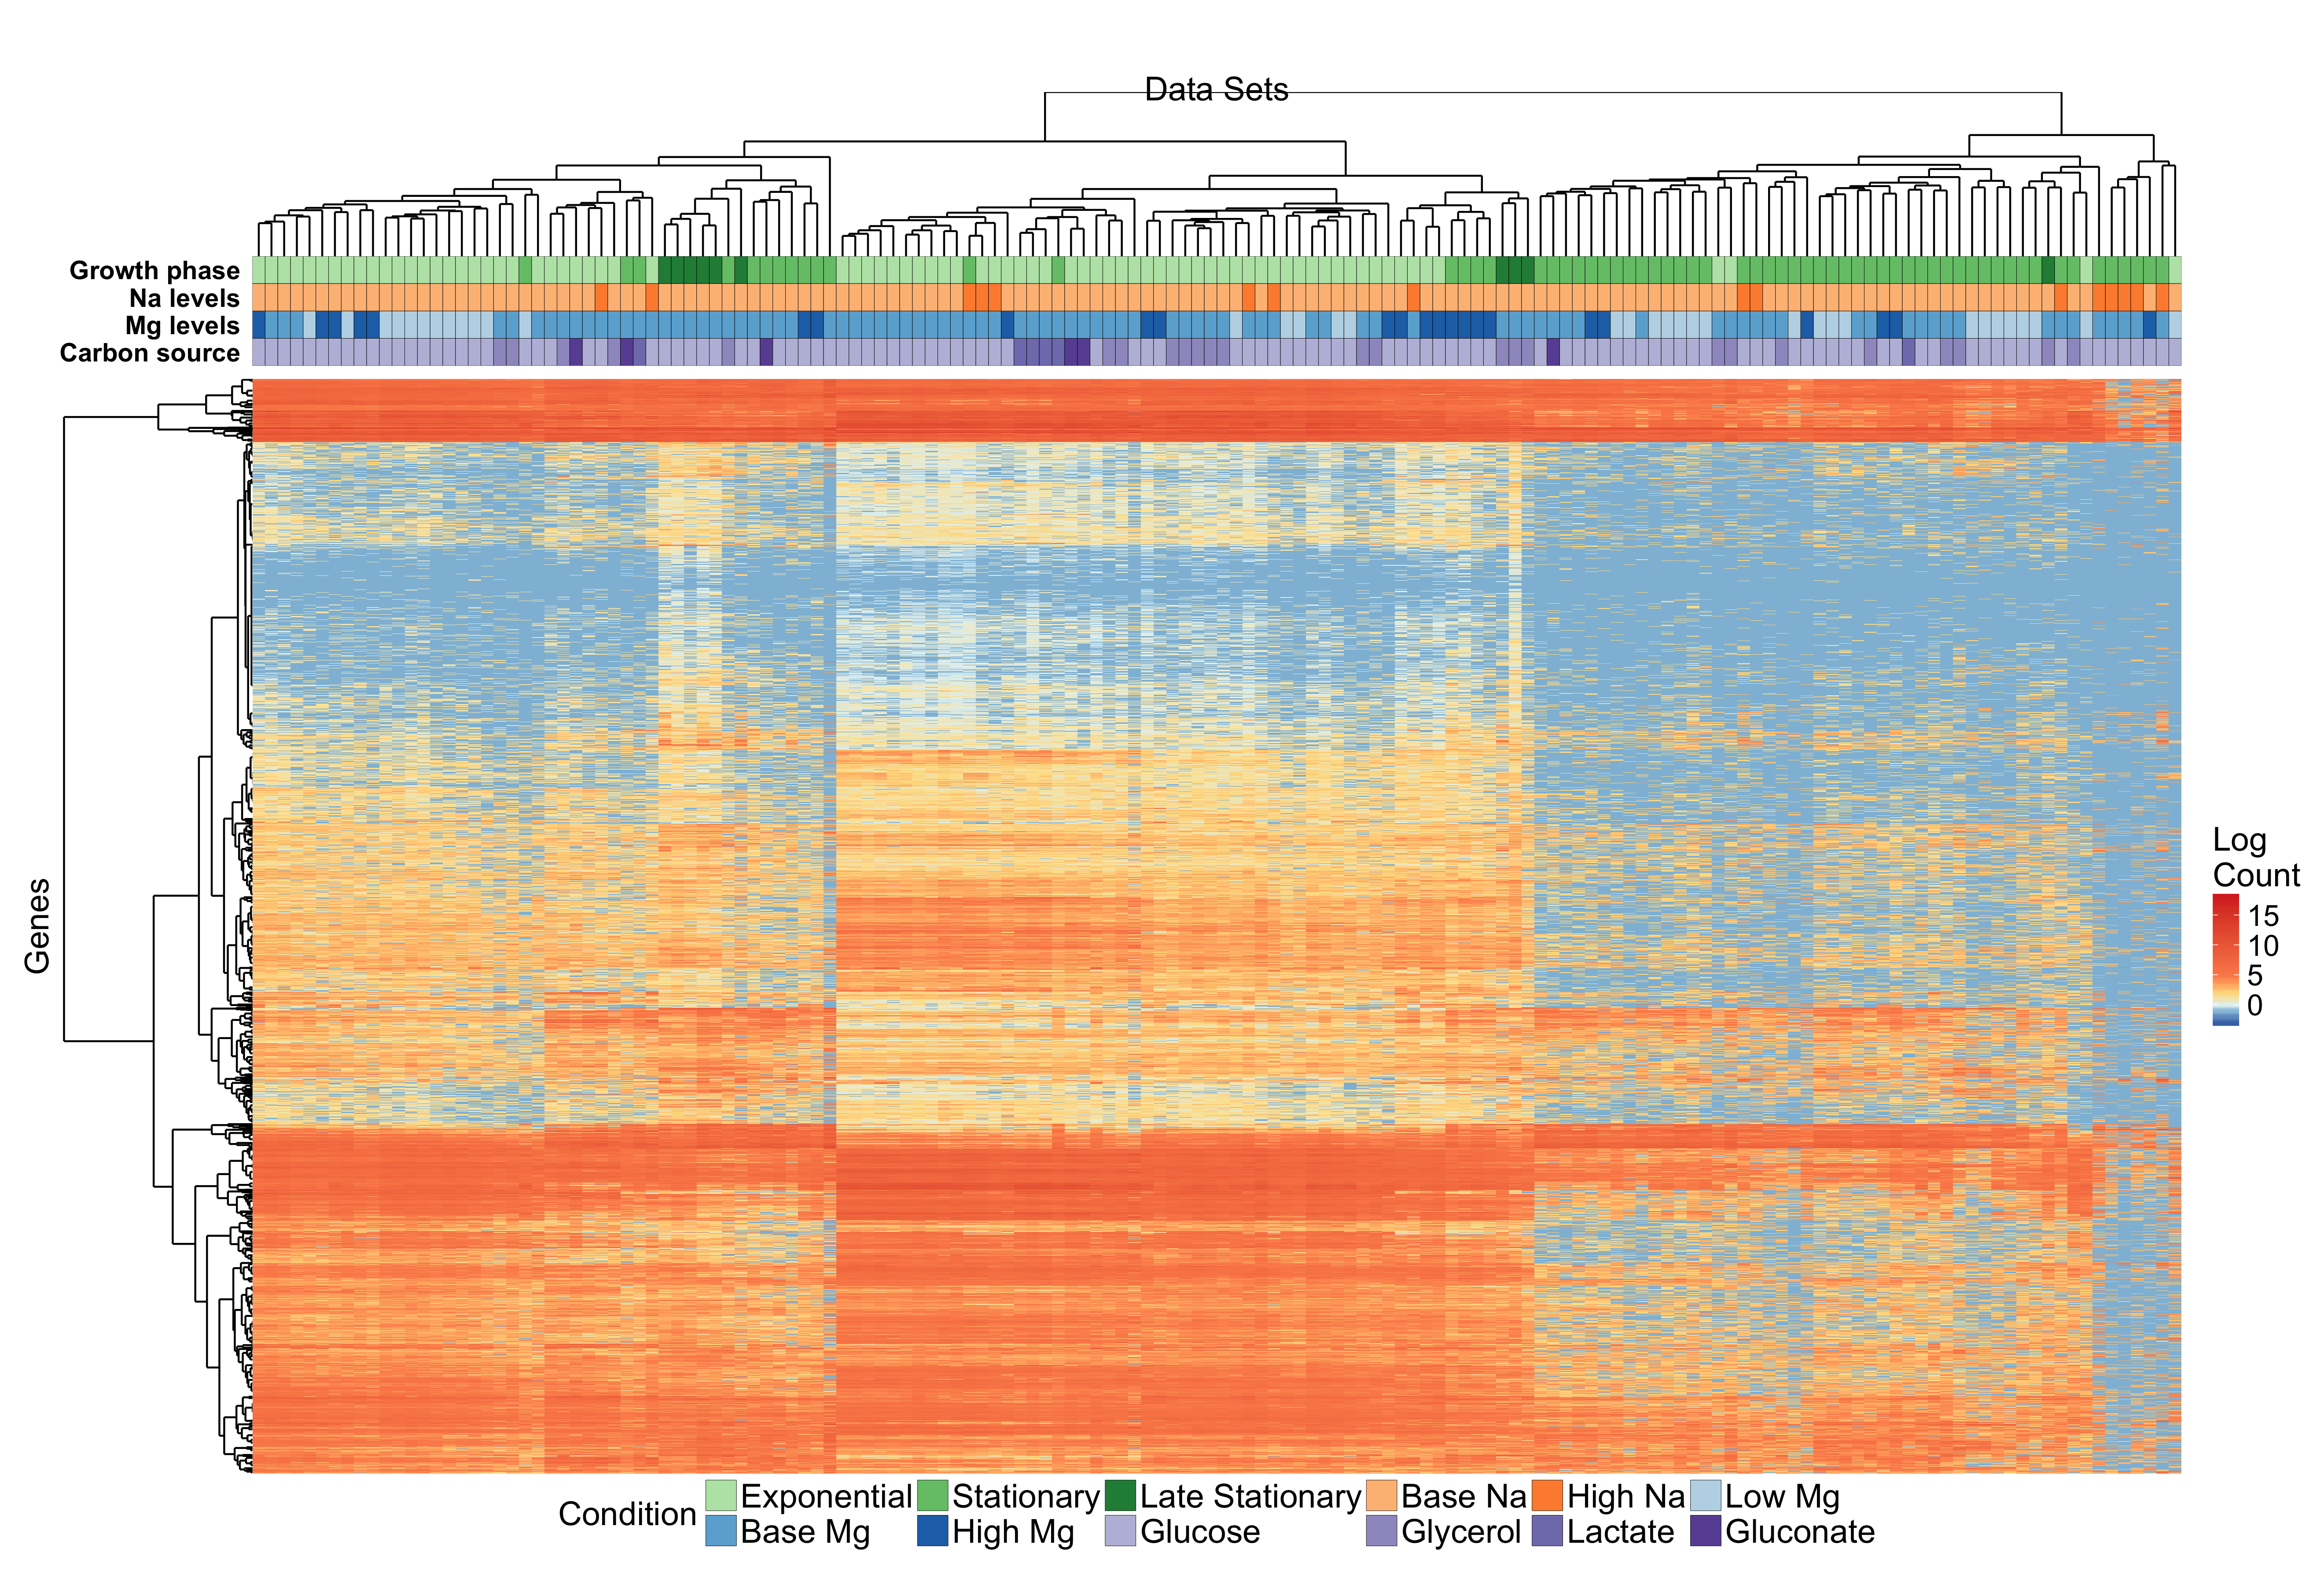 Data Sets
Growth phase
Na levels
Mg levels
Carbon source
Genes
Log
Count
15
10
5
0
Condition
Exponential Stationary Late Stationary Base Na High Na Low Mg
Base Mg High Mg Glucose Glycerol Lactate Gluconate